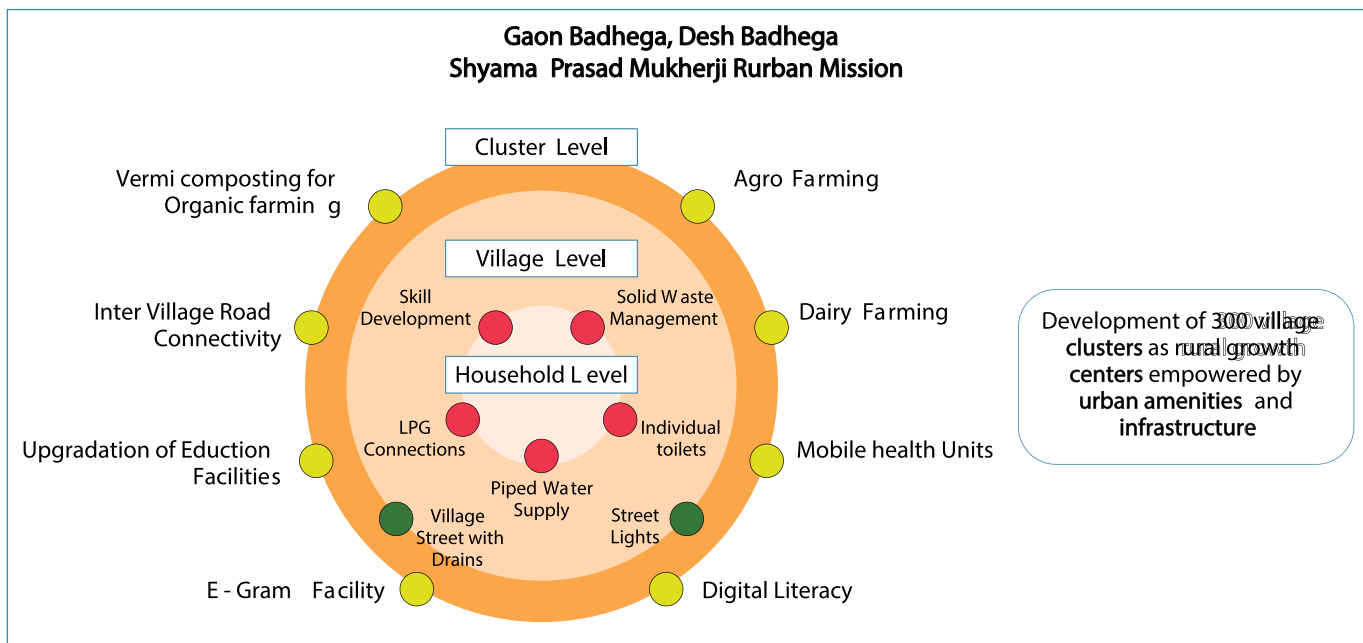 Gaon Badhega, Desh Badhega
Shyama Prasad Mukherji Rurban Mission
Cluster Level
Vermi composting for
Organic farmin g
Agro Farming
Village Level
Skill
Development
Solid Waste
Management
Inter Village Road
Connectivity
Dairy Farming
Household Level
LPG
Connections
Individual
toilets
Piped Water
Supply
Upgradation of Eduction
Facilities
Mobile health Units
Village
Street with
Drains
Street
Lights
E - Gram Facility
Digital Literacy
Development of 300 village
clusters as rural growth
centers empowered by
urban amenities and
infrastructure